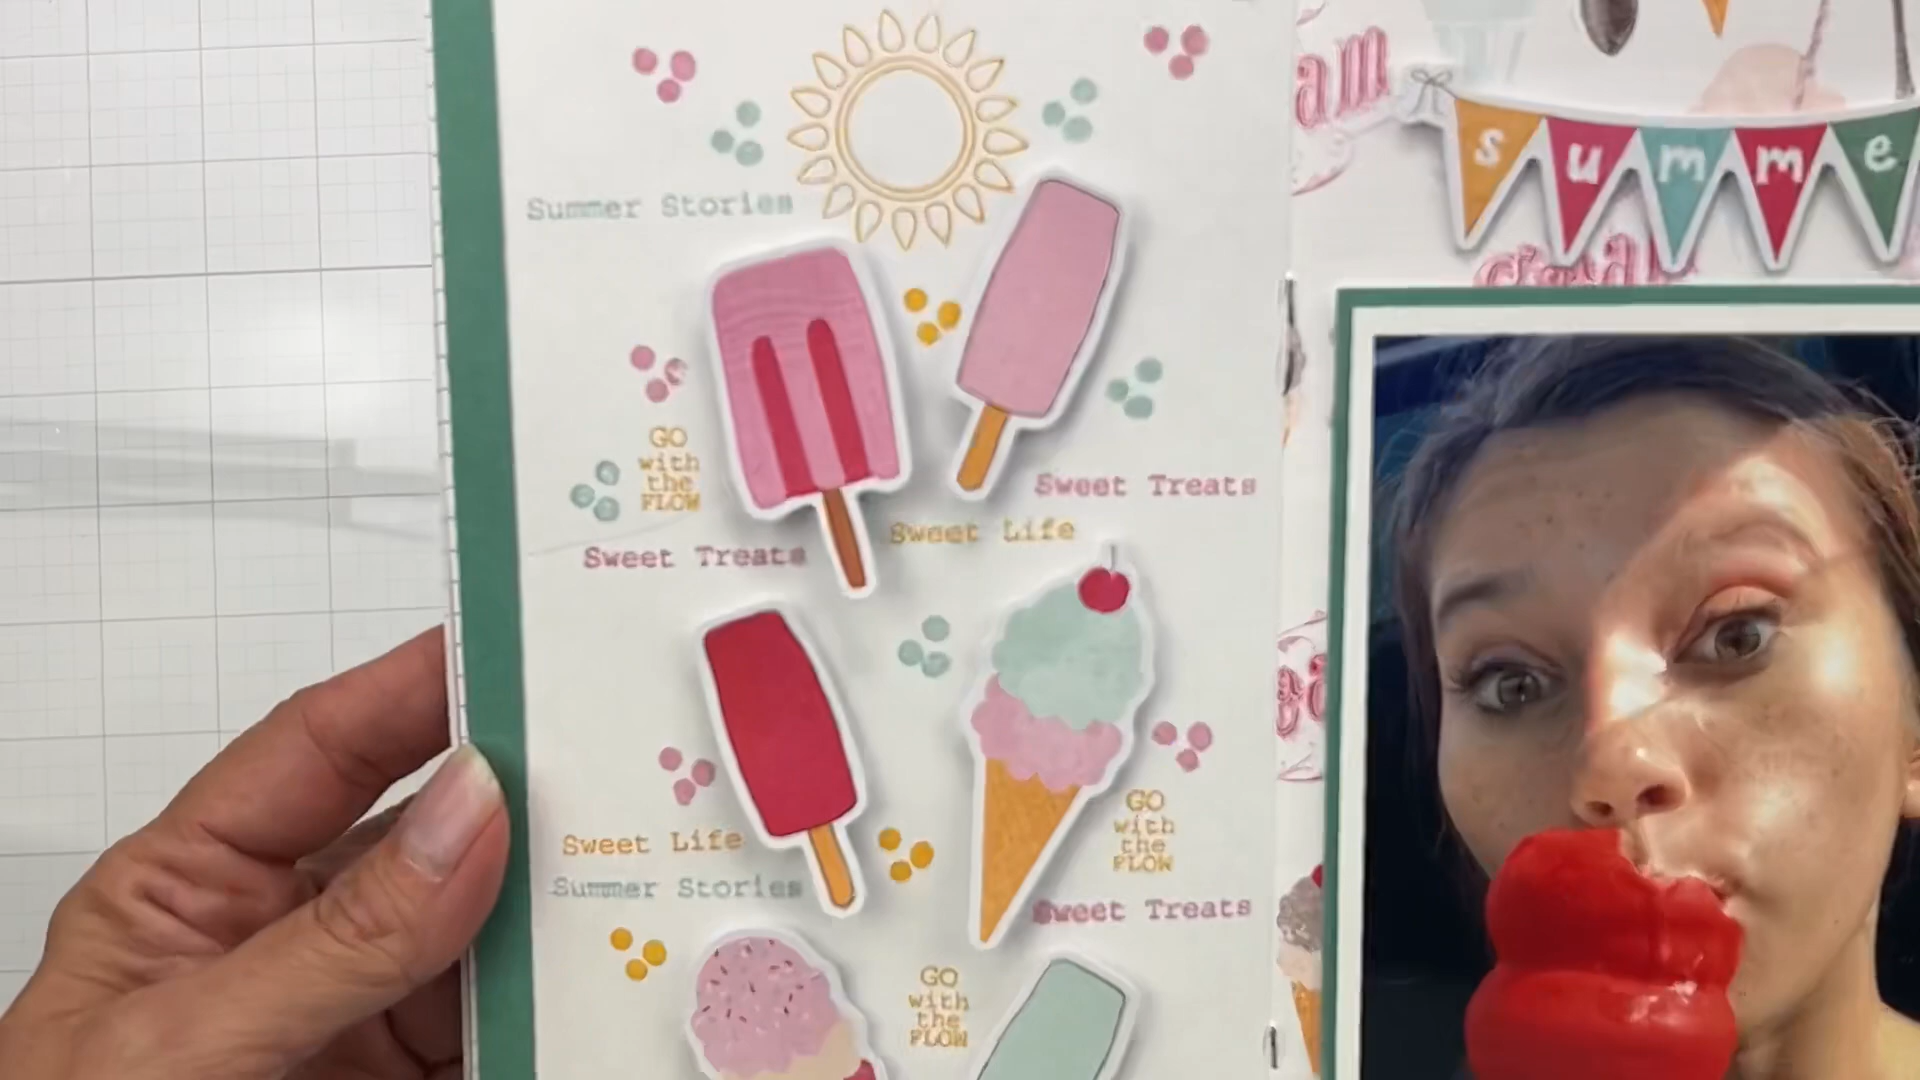 am
summe
Summer Stories
GO
with
the
FLOW
Sweet Treats
Sweet Life
Sweet Treats
Sweet Life
Summer Stories
GO
with
the
FLOW
Sweet Treats
GO
with
the
FLOW